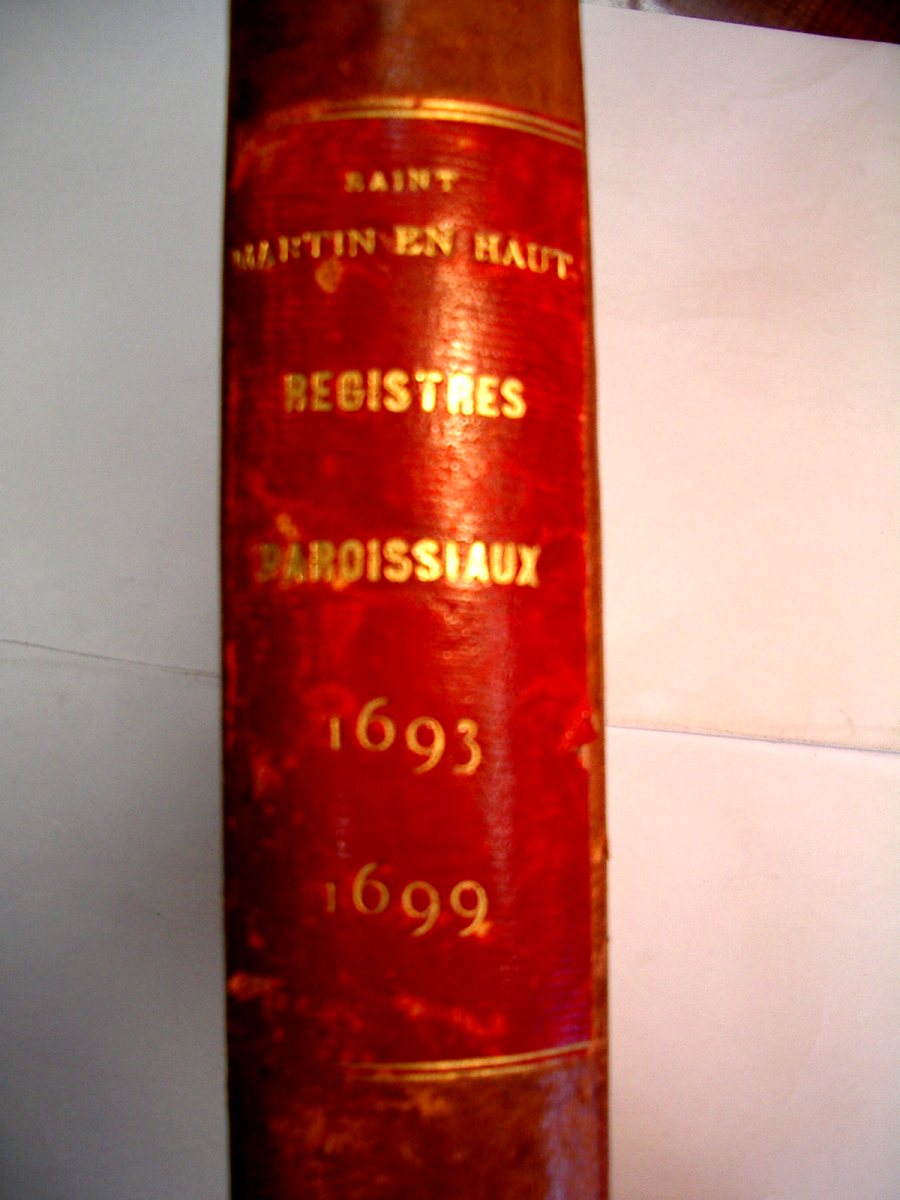 SAINT
MARTIN EN HAUT.
REGISTRES
PAROISSIAUX
1693
1699